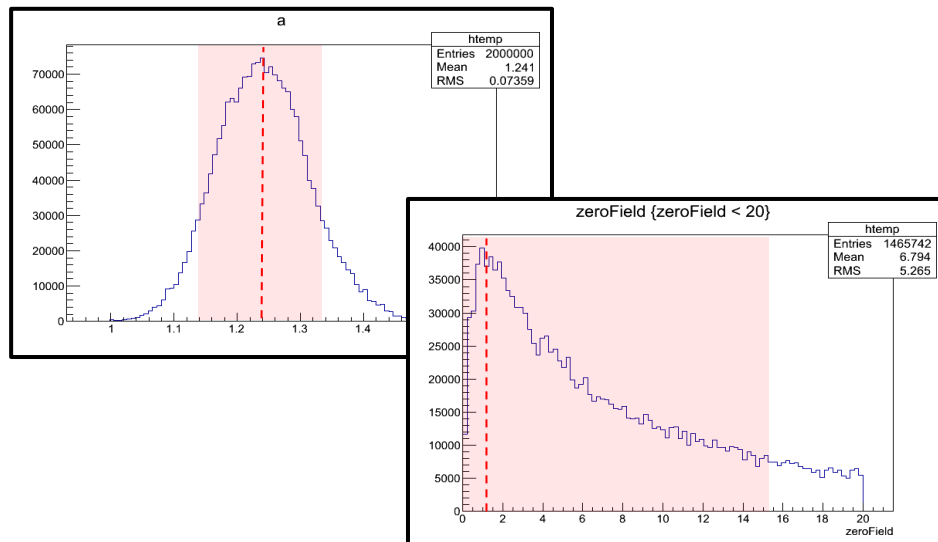 a
htemp
Entries 2000000
Mean 1.241
RMS 0.07359
70000
60000
50000
40000
30000
20000
10000
0
1 1.1 1.2 1.3 1.4
zeroField {zeroField < 20}
htemp
Entries 1465742
Mean 6.794
RMS 5.265
40000
35000
30000
25000
20000
15000
10000
5000
0
0 2 4 6 8 10 12 14 16 18 20
zeroField